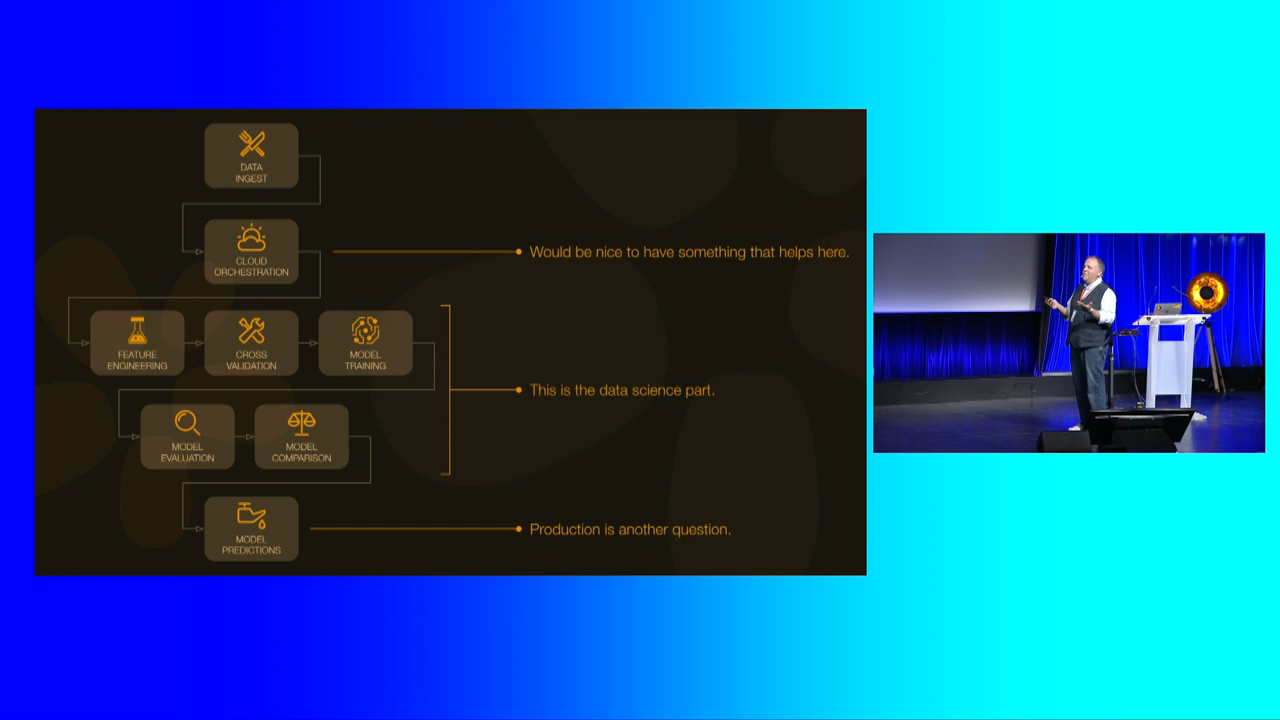 DATA
INGEST
CLOUD
ORCHESTRATION
Would be nice to have something that helps here.
FEATURE
ENGINEERING
CROSS
VALIDATION
MODEL
TRAINING
This is the data science part.
MODEL
EVALUATION
MODEL
COMPARISON
MODEL
PREDICTIONS
Production is another question.